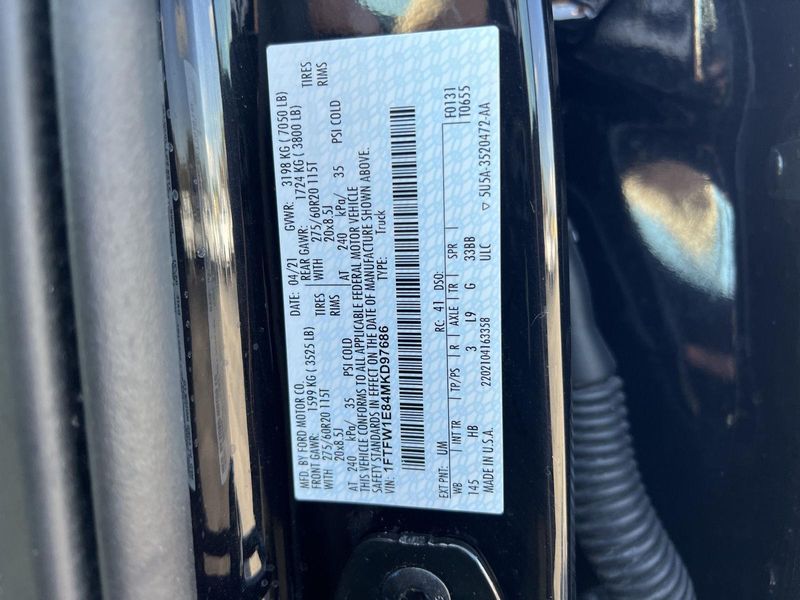 MFD. BY FORD MOTOR CO.
DATE: 04/21 GVWR: 3198 KG ( 7050 LB)
FRONT GAWR: 1599 KG ( 3525 LB) REAR GAWR: 1724 KG ( 3800 LB)
WITH 275/60R20 115T TIRES WITH 275/60R20 115T TIRES
20x8.5J RIMS 20x8.5J RIMS
AT 240 kPa/ 35 PSI COLD AT 240 kPa/ 35 PSI COLD
THIS VEHICLE CONFORMS TO ALL APPLICABLE FEDERAL MOTOR VEHICLE
SAFETY STANDARDS IN EFFECT ON THE DATE OF MANUFACTURE SHOWN ABOVE.
VIN: 1FTFW1E84MKD97686 TYPE: Truck
F0131
T0655
EXT PNT: UM RC: 41 DSO:
WB INT TR TP/PS R AXLE TR SPR
145 HB 3 L9 G 33BB
MADE IN U.S.A. 2202104163358 ULC ▽ 5U5A-3520472-AA